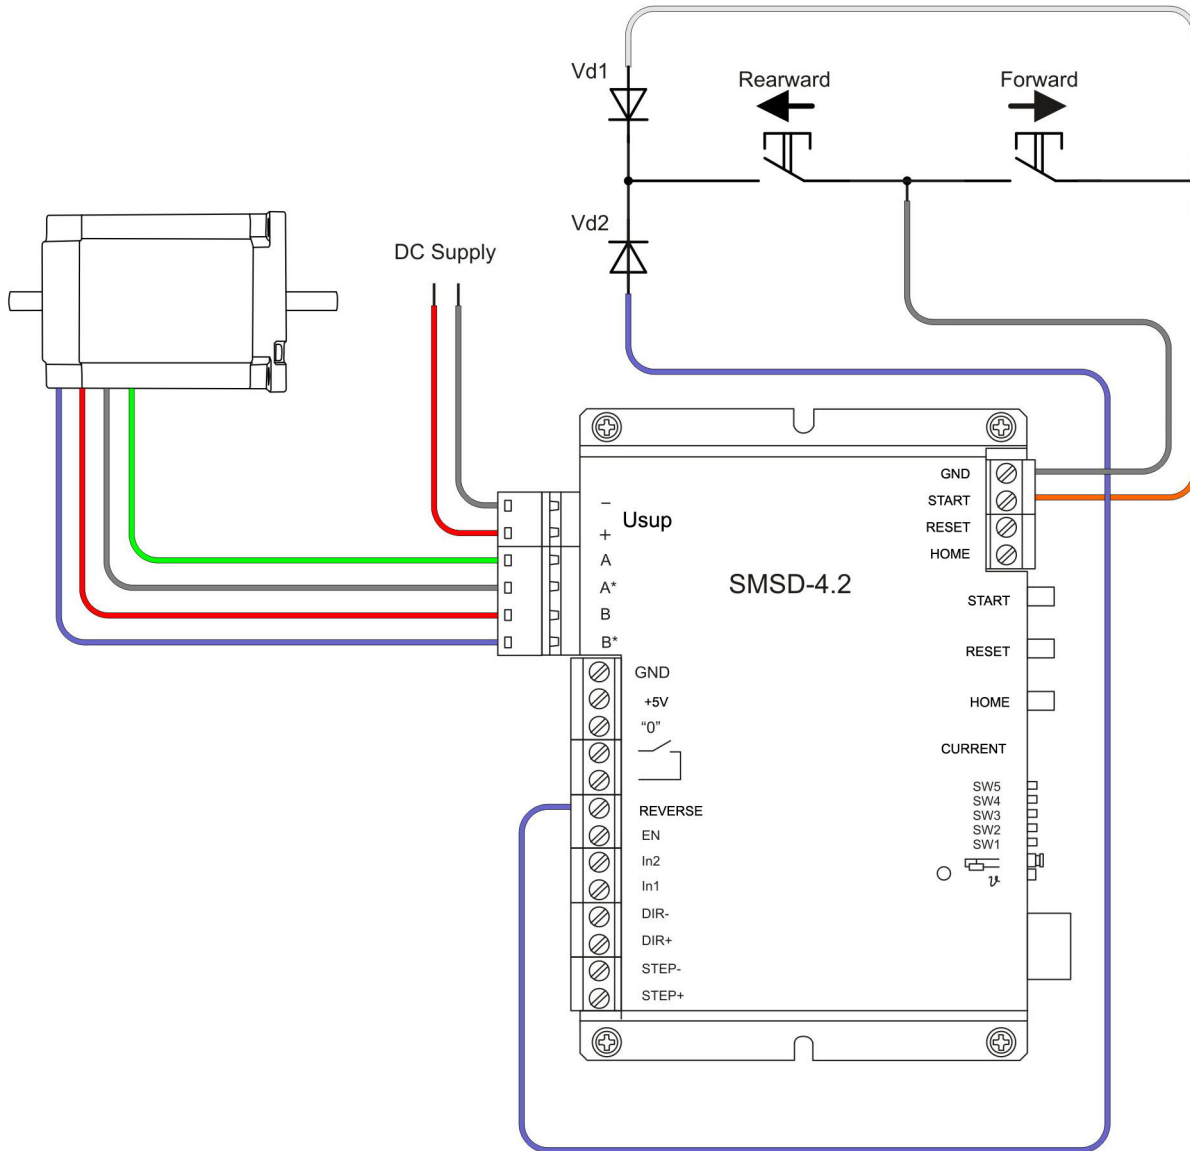 Vd1
Rearward
Forward
Vd2
DC Supply
GND
START
RESET
HOME
−
+
Usup
A
A*
B
B*
SMSD-4.2
START
RESET
HOME
CURRENT
SW5
SW4
SW3
SW2
SW1
GND
+5V
“0”
REVERSE
EN
In2
In1
DIR-
DIR+
STEP-
STEP+